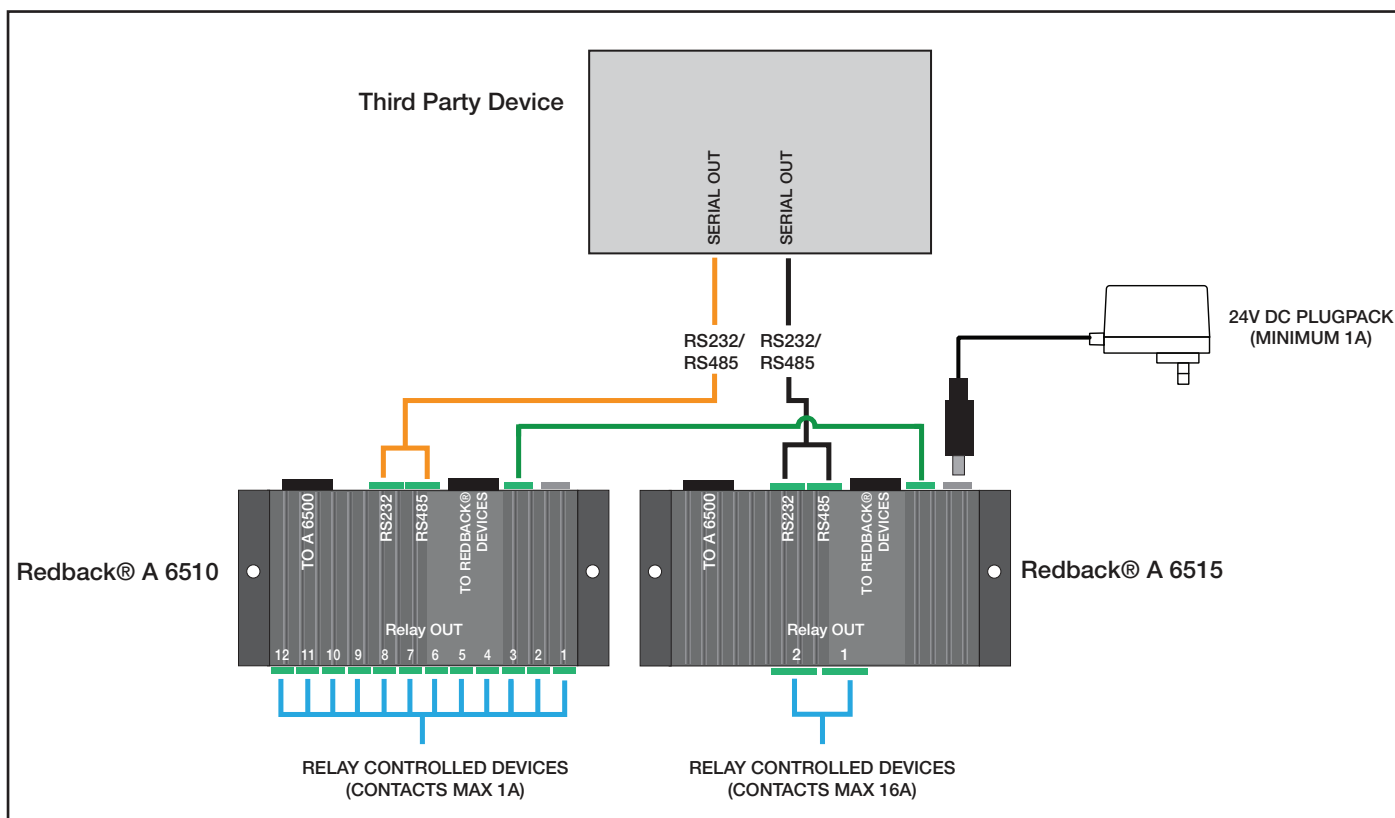 Third Party Device
SERIAL OUT
SERIAL OUT
24V DC PLUGPACK
(MINIMUM 1A)
RS232/
RS485
RS232/
RS485
Redback® A 6510
TO A 6500
RS232
RS485
TO REDBACK®
DEVICES
Relay OUT
12 11 10 9 8 7 6 5 4 3 2 1
TO A 6500
RS232
RS485
TO REDBACK®
DEVICES
Relay OUT
2 1
Redback® A 6515
RELAY CONTROLLED DEVICES
(CONTACTS MAX 1A)
RELAY CONTROLLED DEVICES
(CONTACTS MAX 16A)